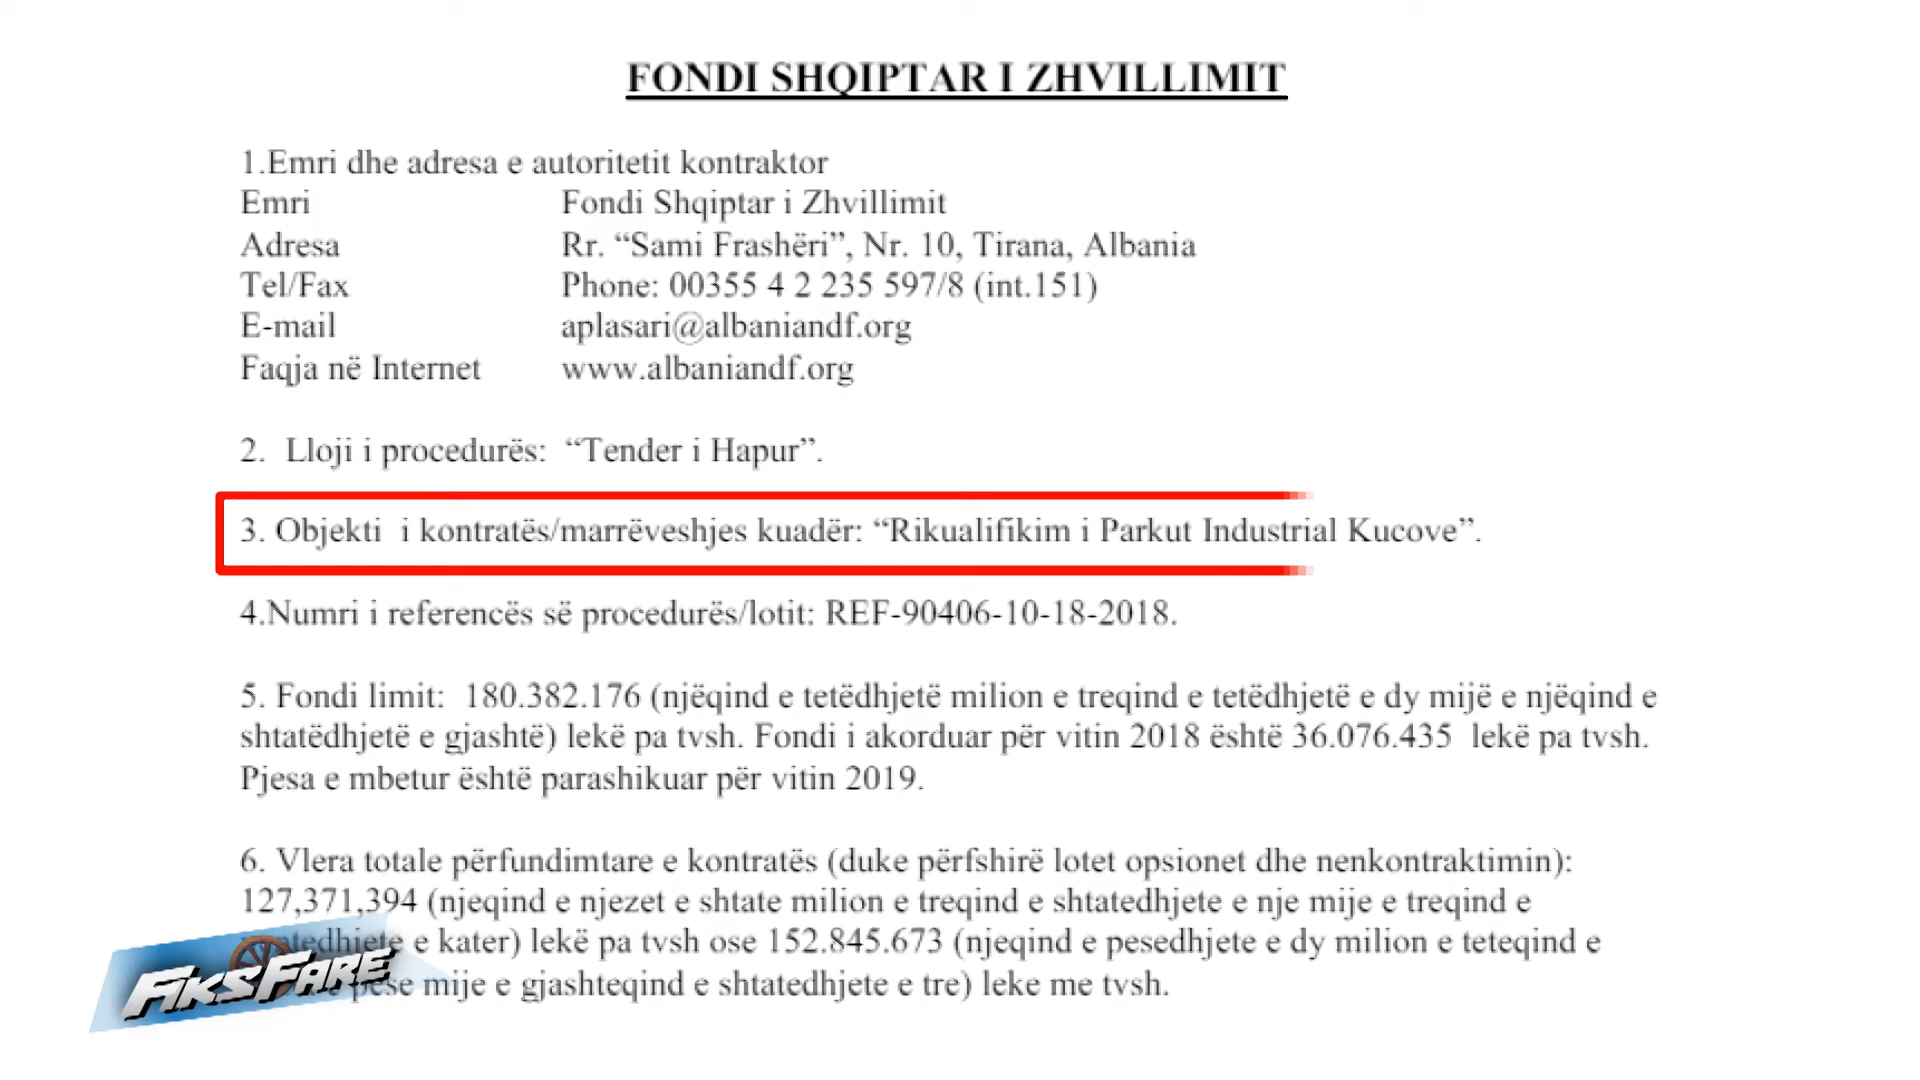 FONDI SHQIPTAR I ZHVILLIMIT
1.Emri dhe adresa e autoritetit kontraktor
Emri Fondi Shqiptar i Zhvillimit
Adresa Rr. “Sami Frashëri”, Nr. 10, Tirana, Albania
Tel/Fax Phone: 00355 4 2 235 597/8 (int.151)
E-mail aplasari@albaniandf.org
Faqja në Internet www.albaniandf.org
2. Lloji i procedurës: “Tender i Hapur”.
3. Objekti i kontratës/marrëveshjes kuadër: “Rikualifikim i Parkut Industrial Kucove”.
4.Numri i referencës së procedurës/lotit: REF-90406-10-18-2018.
5. Fondi limit: 180.382.176 (njëqind e tetëdhjetë milion e treqind e tetëdhjetë e dy mijë e njëqind e
shtatëdhjetë e gjashtë) lekë pa tvsh. Fondi i akorduar për vitin 2018 është 36.076.435 lekë pa tvsh.
Pjesa e mbetur është parashikuar për vitin 2019.
6. Vlera totale përfundimtare e kontratës (duke përfshirë lotet opsionet dhe nenkontraktimin):
127,371,394 (njeqind e njezet e shtate milion e treqind e shtatedhjete e nje mije e treqind e
e kater) lekë pa tvsh ose 152.845.673 (njeqind e pesedhjete e dy milion e teteqind e
pese mije e gjashteqind e shtatedhjete e tre) leke me tvsh.
FIKSFARE